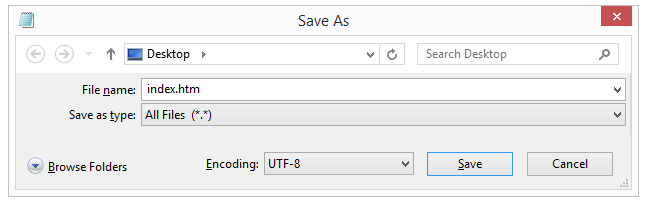 Save As
Desktop
Search Desktop
File name: index.htm
Save as type: All Files (*.*)
Browse Folders Encoding: UTF-8 Save Cancel